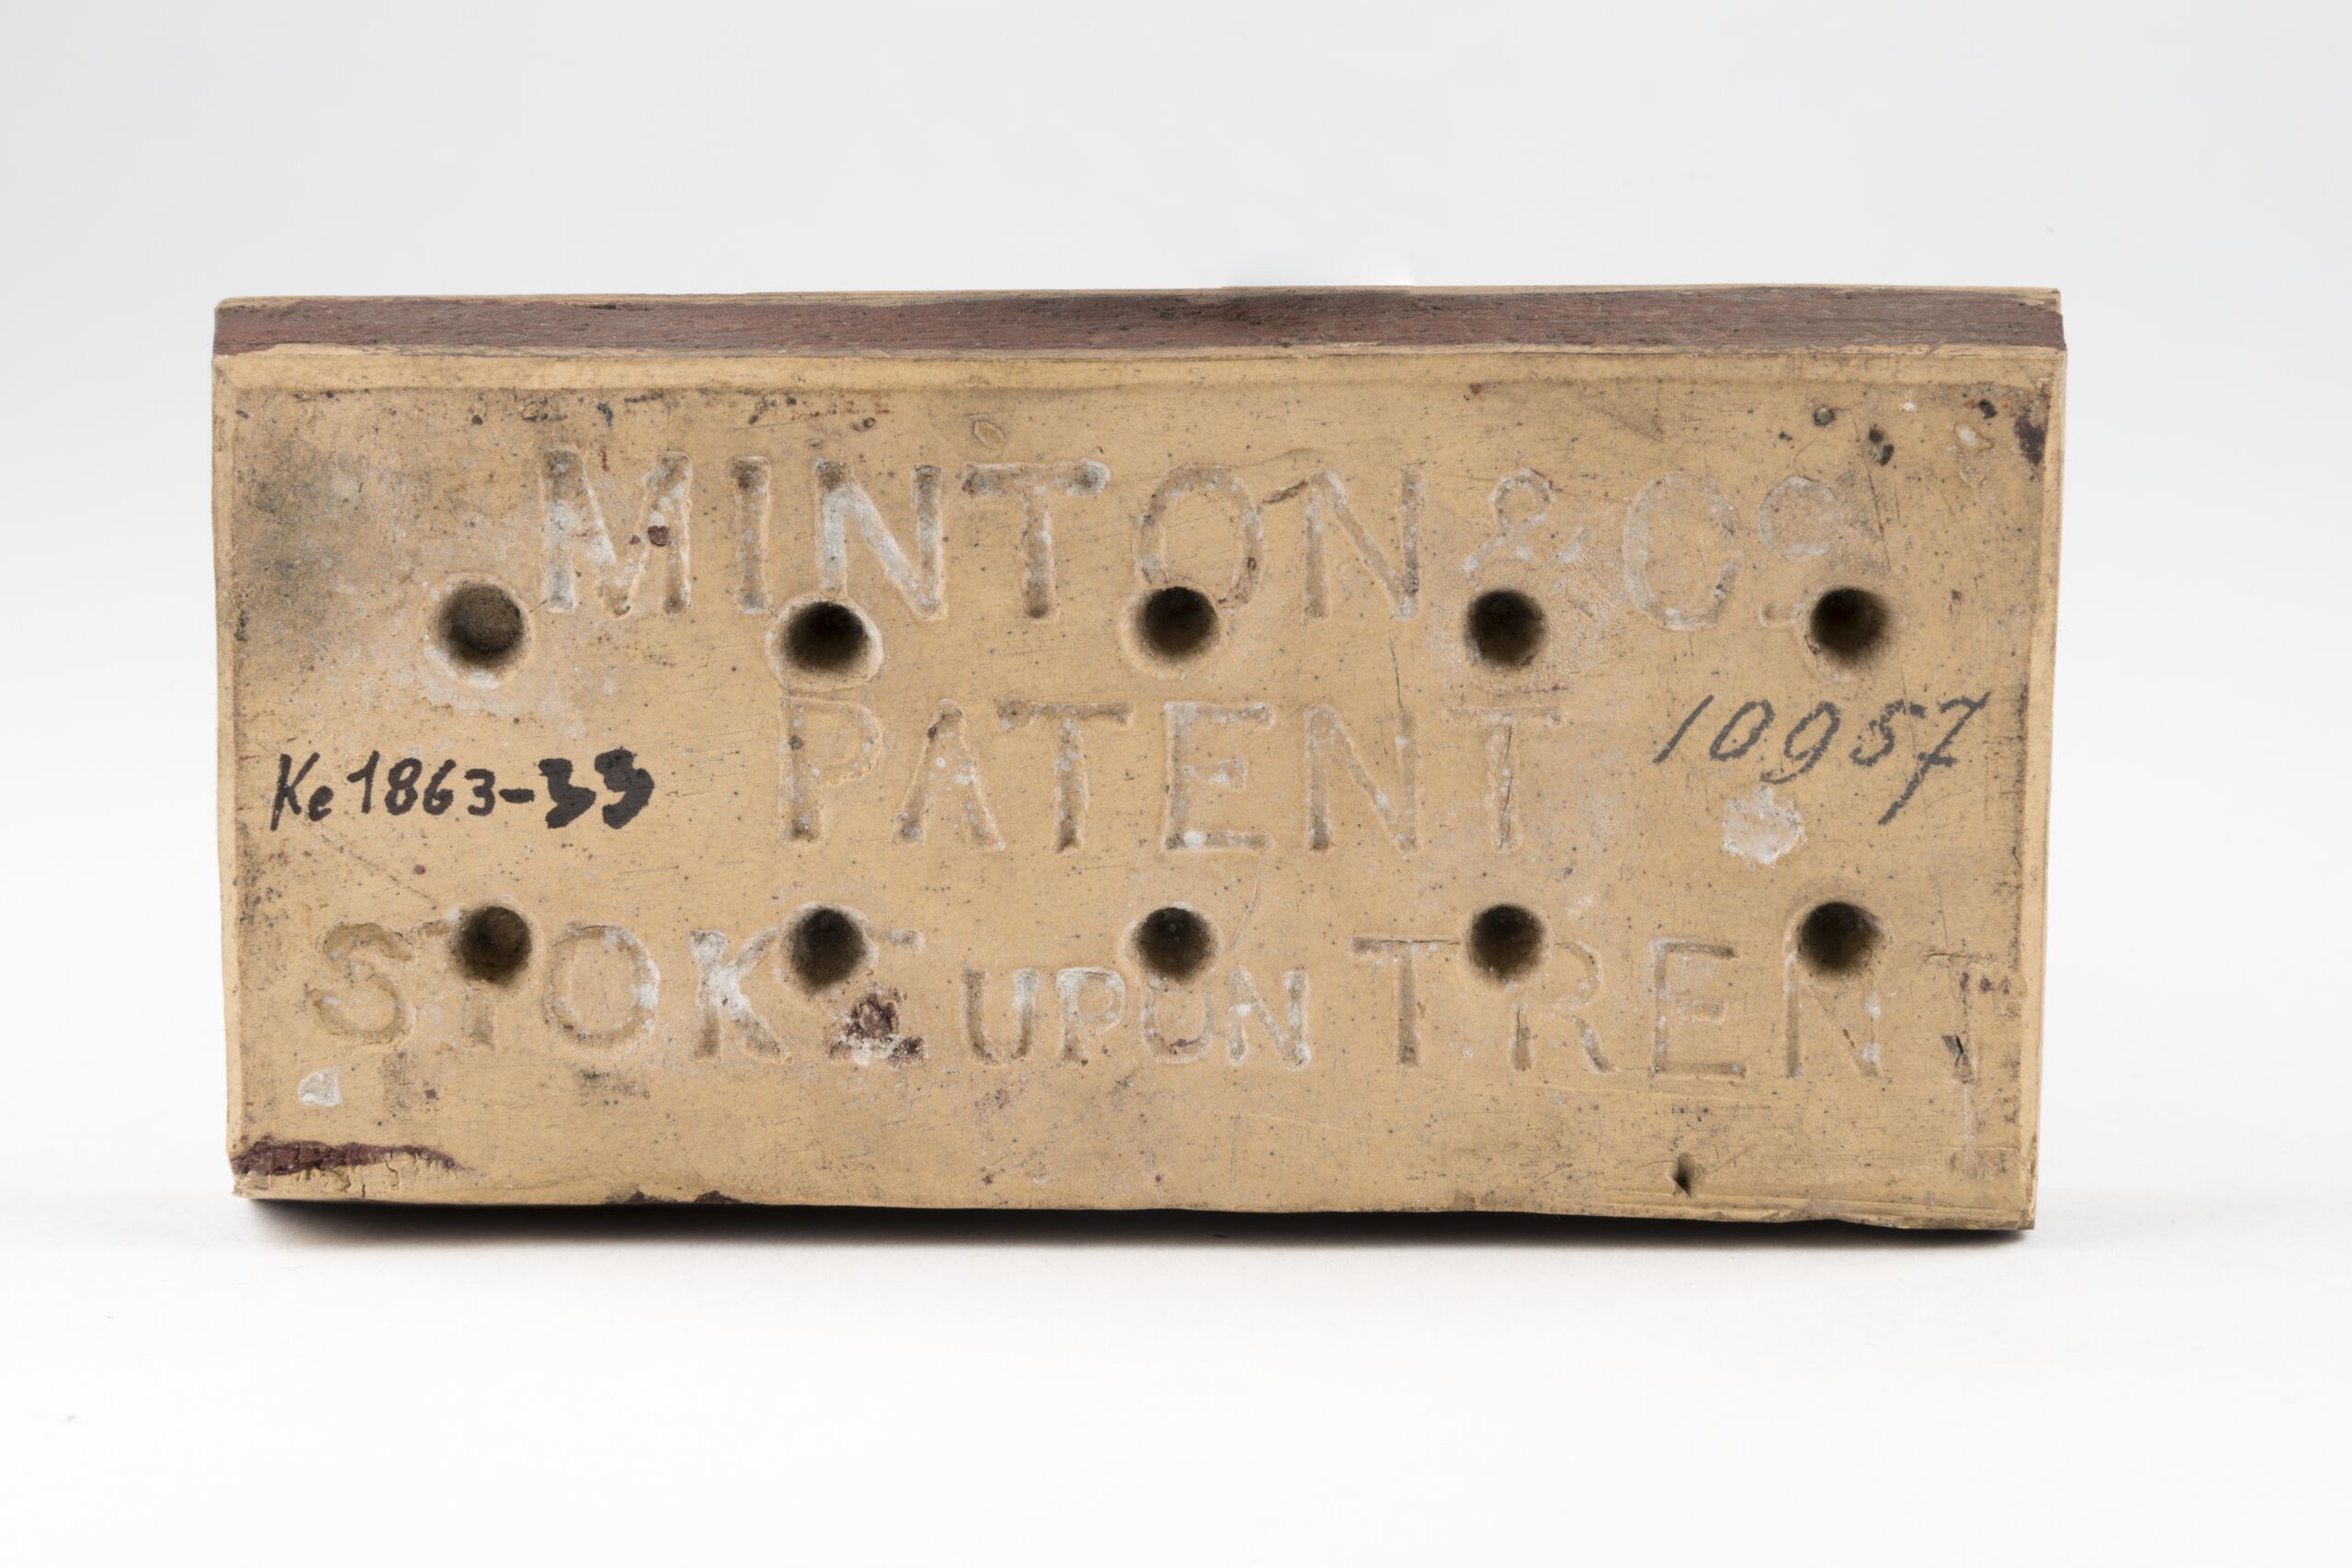 MINTON & Co
PATENT
10957
Ke 1863-33
STOKE UPON TRENT